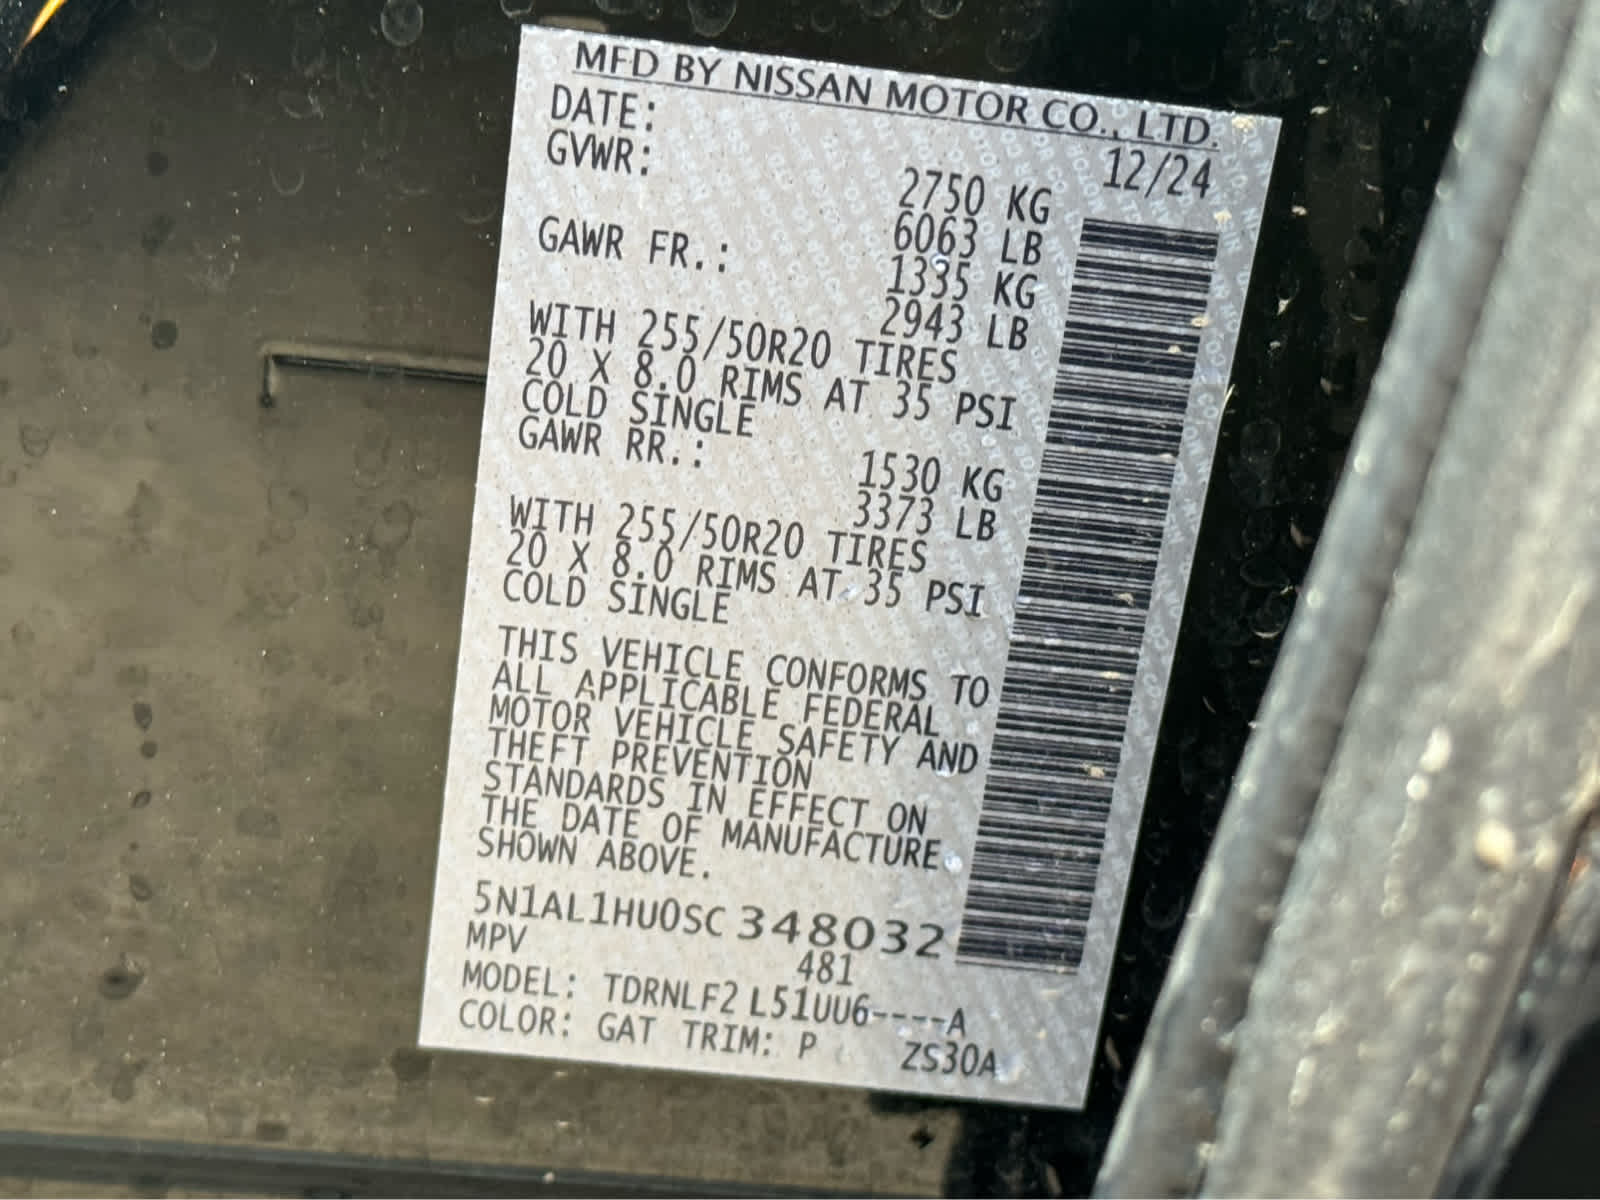 MFD BY NISSAN MOTOR CO., LTD.
DATE: 12/24
GVWR: 2750 KG
6063 LB
GAWR FR.: 1335 KG
2943 LB
WITH 255/50R20 TIRES
20 X 8.0 RIMS AT 35 PSI
COLD SINGLE
GAWR RR.: 1530 KG
3373 LB
WITH 255/50R20 TIRES
20 X 8.0 RIMS AT 35 PSI
COLD SINGLE
THIS VEHICLE CONFORMS TO
ALL APPLICABLE FEDERAL
MOTOR VEHICLE SAFETY AND
THEFT PREVENTION
STANDARDS IN EFFECT ON
THE DATE OF MANUFACTURE
SHOWN ABOVE.
5N1AL1HU0SC348032
MPV 481
MODEL: TDRNLF2 L51UU6----A
COLOR: GAT TRIM: P ZS30A